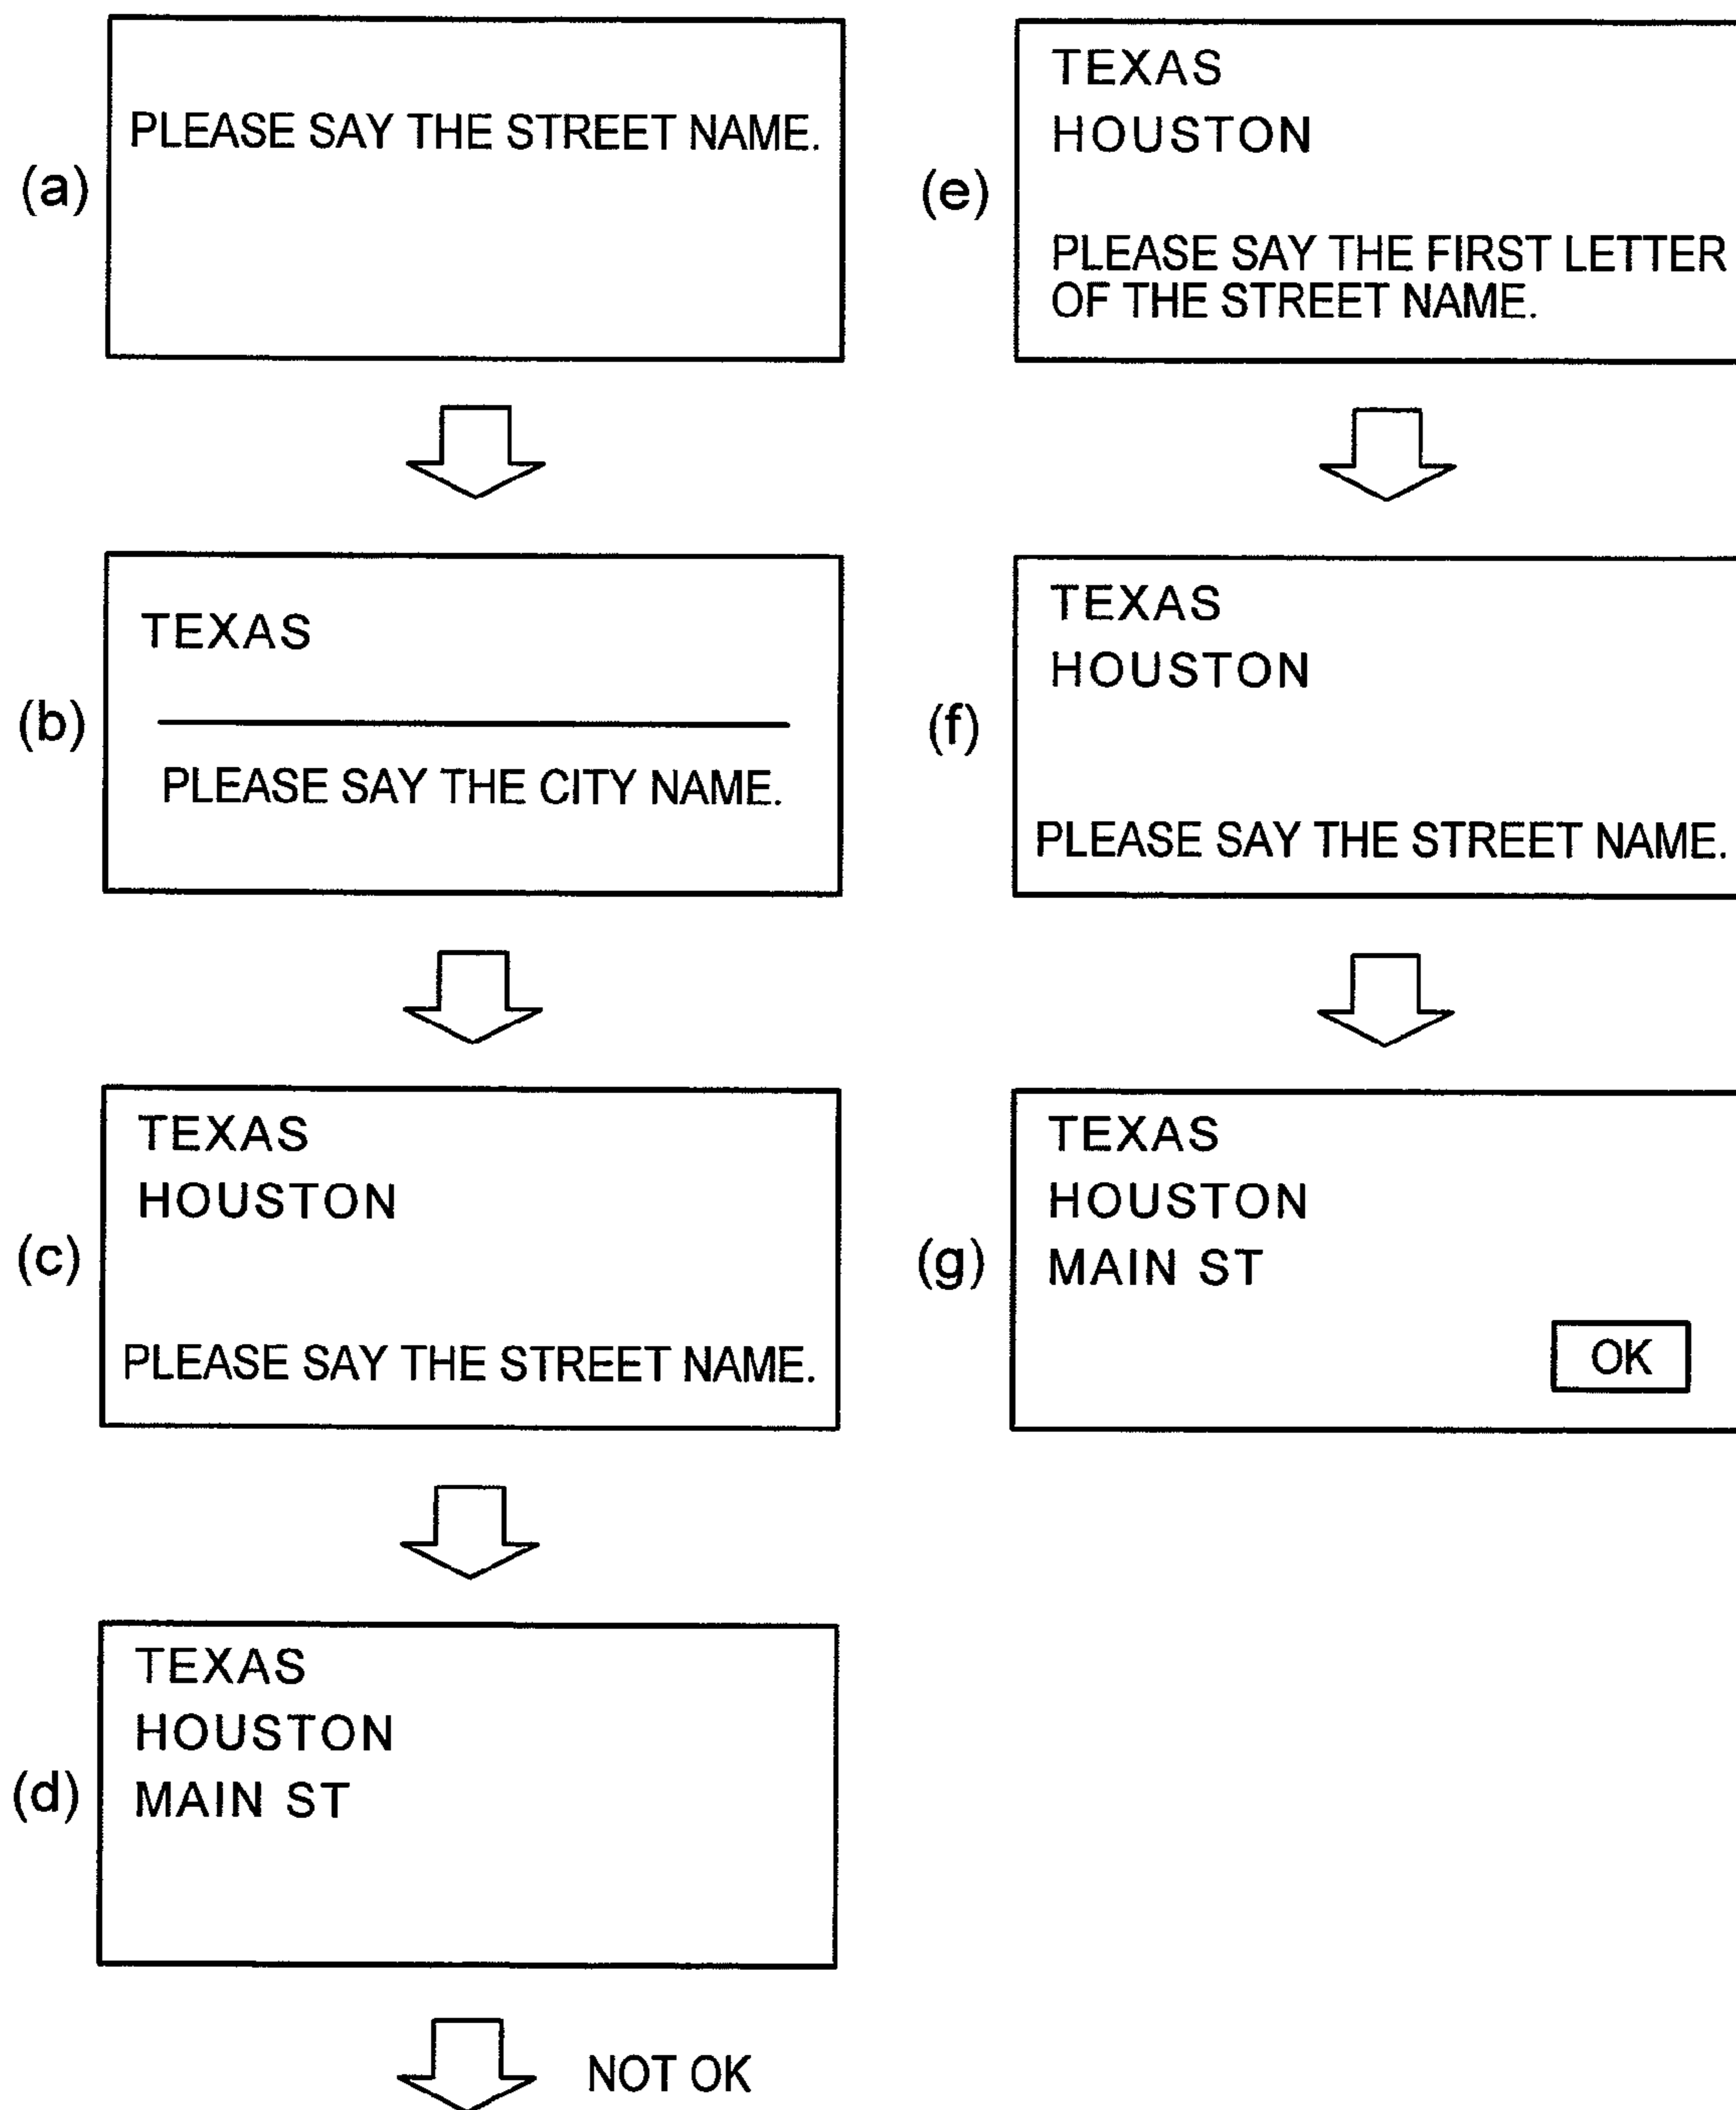 (a)
PLEASE SAY THE STREET NAME.
(b)
TEXAS
PLEASE SAY THE CITY NAME.
(c)
TEXAS
HOUSTON
PLEASE SAY THE STREET NAME.
(d)
TEXAS
HOUSTON
MAIN ST
NOT OK
(e)
TEXAS
HOUSTON
PLEASE SAY THE FIRST LETTER
OF THE STREET NAME.
(f)
TEXAS
HOUSTON
PLEASE SAY THE STREET NAME.
(g)
TEXAS
HOUSTON
MAIN ST
OK